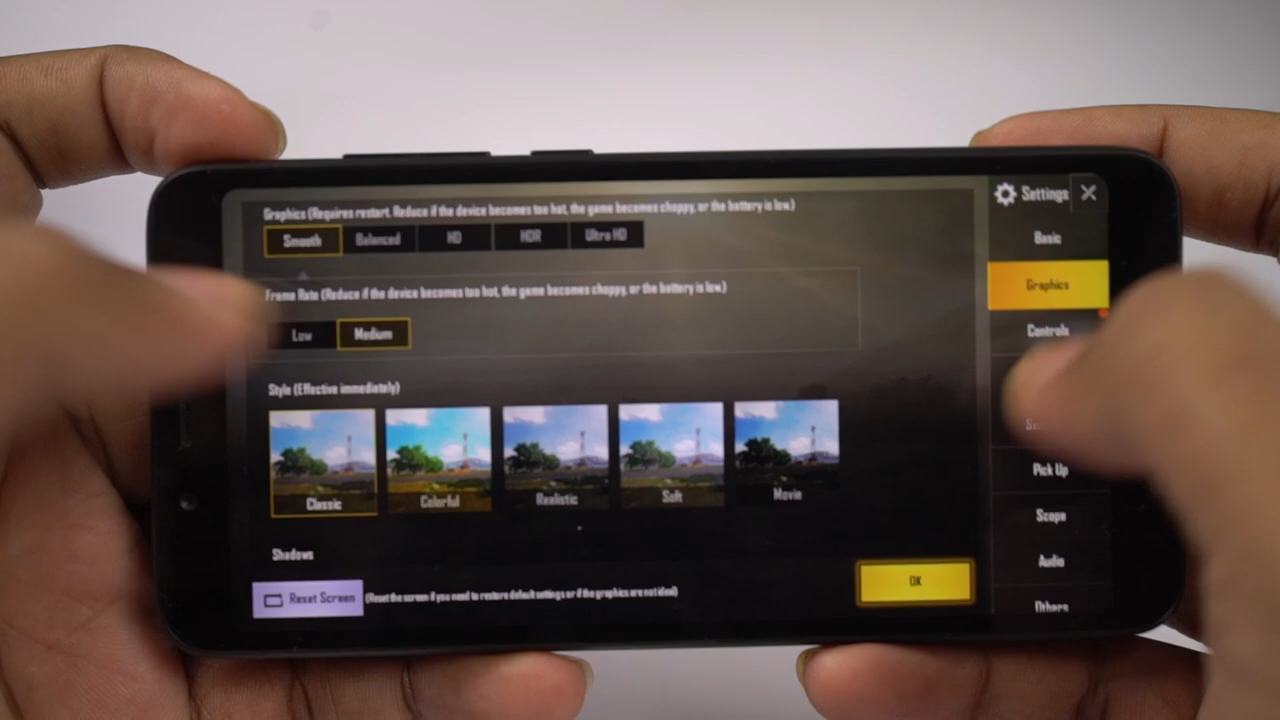 Graphics (Requires restart. Reduce if the device becomes too hot, the game becomes choppy, or the battery is low.)
Smooth Balanced HD HDR Ultra HD
Frame Rate (Reduce if the device becomes too hot, the game becomes choppy, or the battery is low.)
Low Medium
Style (Effective immediately)
Classic Colorful Realistic Soft Movie
Shadows
Reset Screen (Reset the screen if you need to restore default settings or if the graphics are not ideal)
OK
Settings
Basic
Graphics
Controls
Pick Up
Scope
Audio
Others